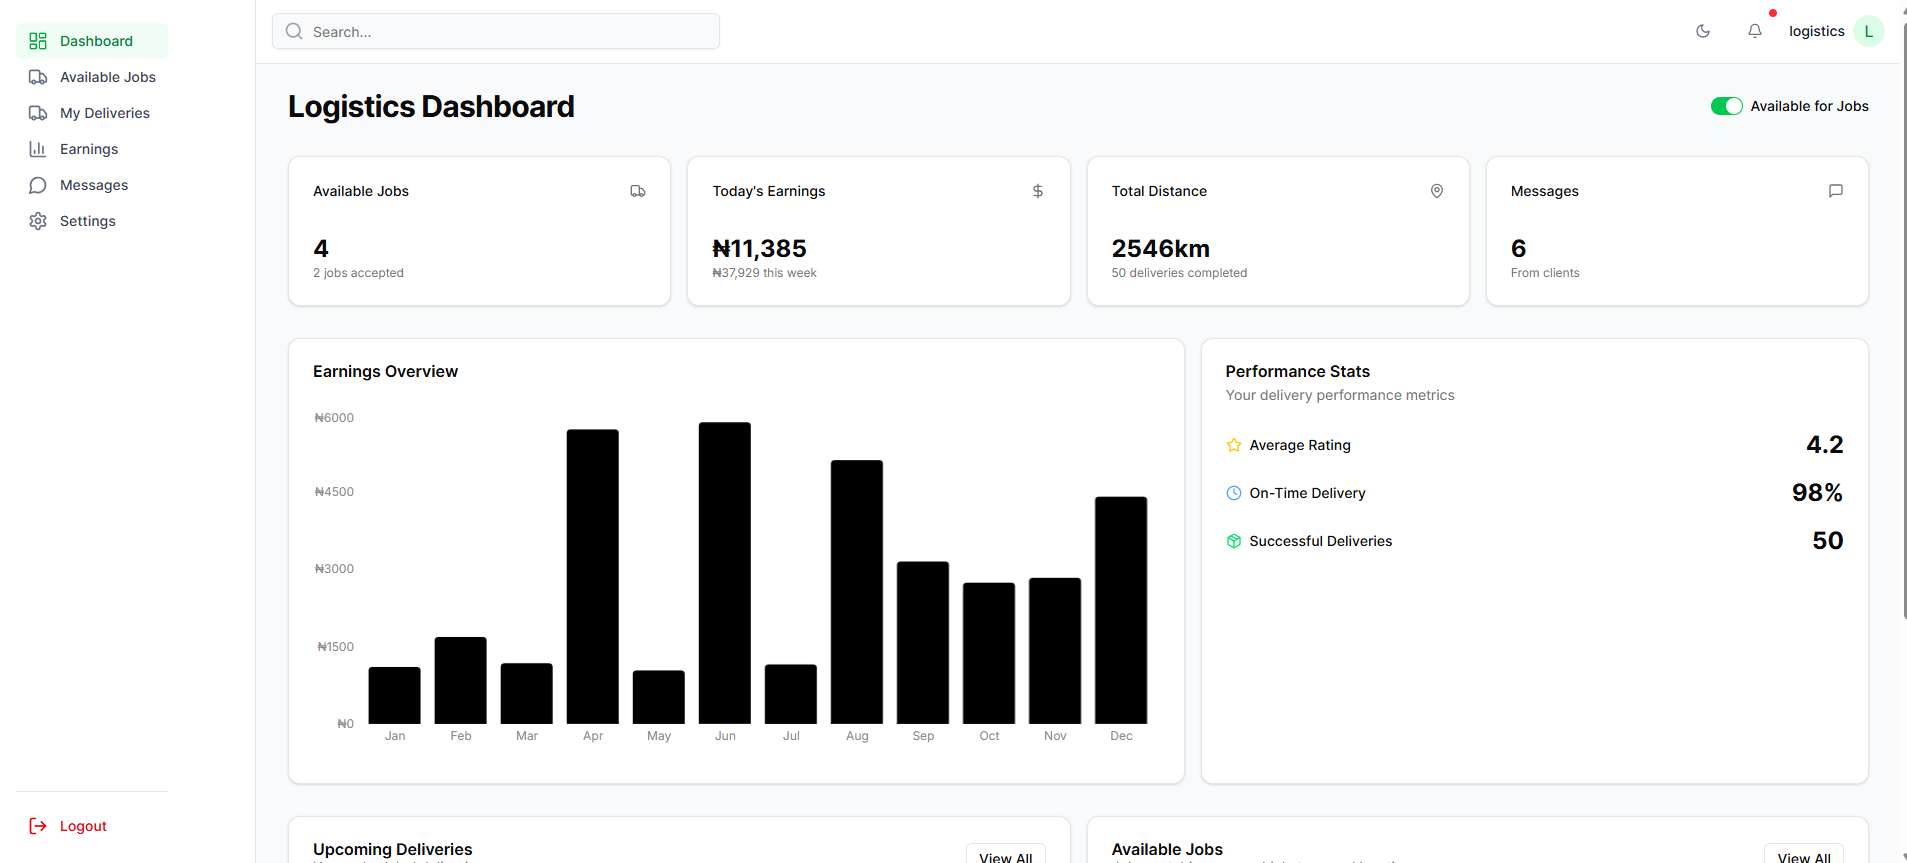 Dashboard
Available Jobs
My Deliveries
Earnings
Messages
Settings
Logout
Search...
logistics
L
Logistics Dashboard
Available for Jobs
Available Jobs
4
2 jobs accepted
Today's Earnings
₦11,385
₦37,929 this week
Total Distance
2546km
50 deliveries completed
Messages
6
From clients
Earnings Overview
₦6000
₦4500
₦3000
₦1500
₦0
Jan Feb Mar Apr May Jun Jul Aug Sep Oct Nov Dec
Performance Stats
Your delivery performance metrics
Average Rating 4.2
On-Time Delivery 98%
Successful Deliveries 50
Upcoming Deliveries
View All
Available Jobs
View All